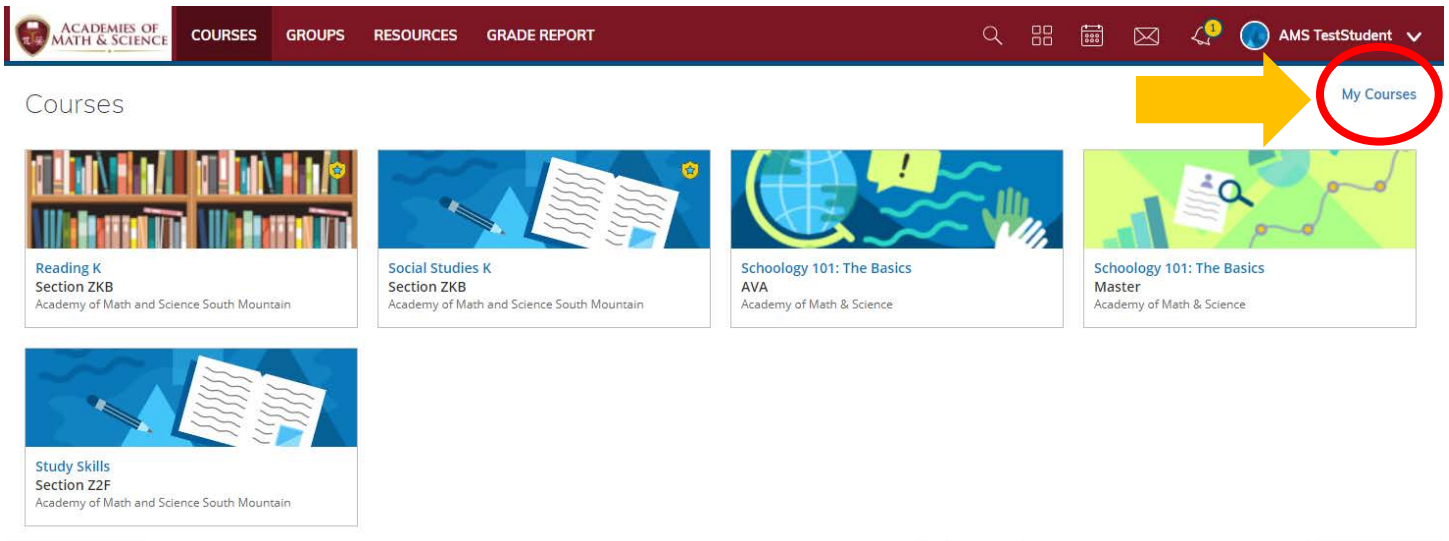 ACADEMIES OF
MATH & SCIENCE
COURSES GROUPS RESOURCES GRADE REPORT
1
AMS TestStudent
Courses
My Courses
Reading K
Section ZKB
Academy of Math and Science South Mountain
Social Studies K
Section ZKB
Academy of Math and Science South Mountain
!
Schoology 101: The Basics
AVA
Academy of Math & Science
Schoology 101: The Basics
Master
Academy of Math & Science
Study Skills
Section Z2F
Academy of Math and Science South Mountain